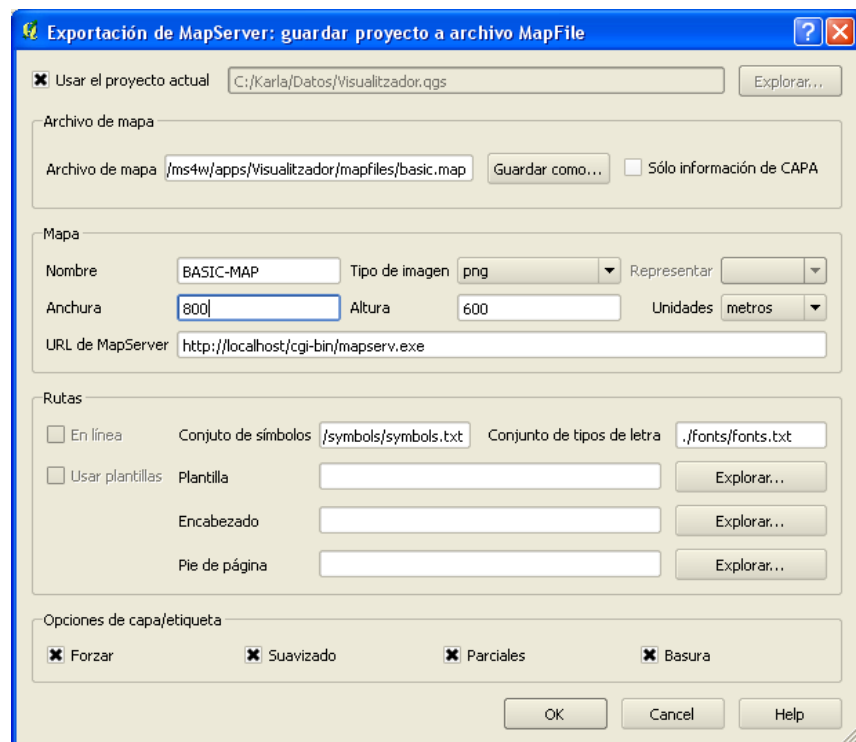 Exportación de MapServer: guardar proyecto a archivo MapFile
Usar el proyecto actual C:/Karla/Datos/Visualitzador.qgs Explorar...
Archivo de mapa
Archivo de mapa /ms4w/apps/Visualitzador/mapfiles/basic.map Guardar como... Sólo información de CAPA
Mapa
Nombre BASIC-MAP Tipo de imagen png Representar
Anchura 800 Altura 600 Unidades metros
URL de MapServer http://localhost/cgi-bin/mapserv.exe
Rutas
En línea Conjuto de símbolos /symbols/symbols.txt Conjunto de tipos de letra ./fonts/fonts.txt
Usar plantillas Plantilla Explorar...
Encabezado Explorar...
Pie de página Explorar...
Opciones de capa/etiqueta
Forzar Suavizado Parciales Basura
OK Cancel Help